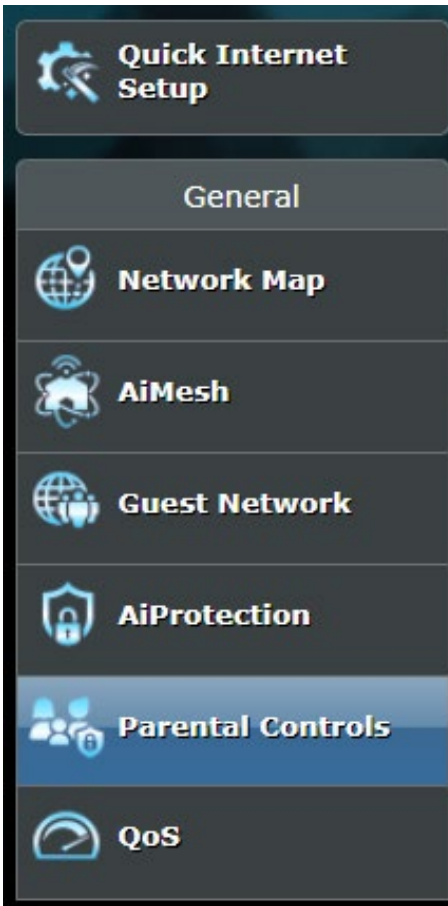 Quick Internet
Setup
General
Network Map
AiMesh
Guest Network
AiProtection
Parental Controls
QoS